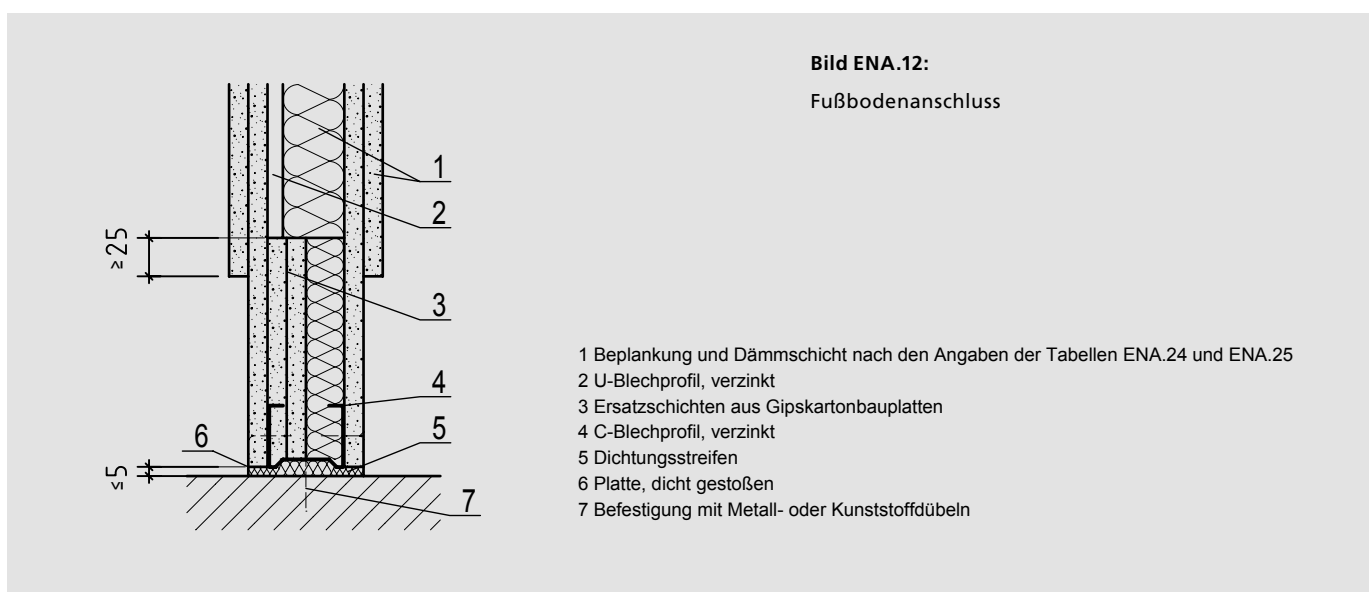 Bild ENA.12:
Fußbodenanschluss
1
2
≥ 25
3
4
5
6
≤ 5
7
1 Beplankung und Dämmschicht nach den Angaben der Tabellen ENA.24 und ENA.25
2 U-Blechprofil, verzinkt
3 Ersatzschichten aus Gipskartonbauplatten
4 C-Blechprofil, verzinkt
5 Dichtungsstreifen
6 Platte, dicht gestoßen
7 Befestigung mit Metall- oder Kunststoffdübeln